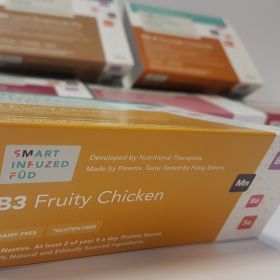 SMART
INFUZED
FÜD
Developed by Nutritional Therapists.
Made by Parents. Taste Tested by Fussy Eaters.
B3 Fruity Chicken
DAIRY FREE *GLUTEN FREE
Nasties. At least 2 of your 5 a day. Protein Source.
% Natural and Ethically Sourced Ingredients.
Mn
B6
Se